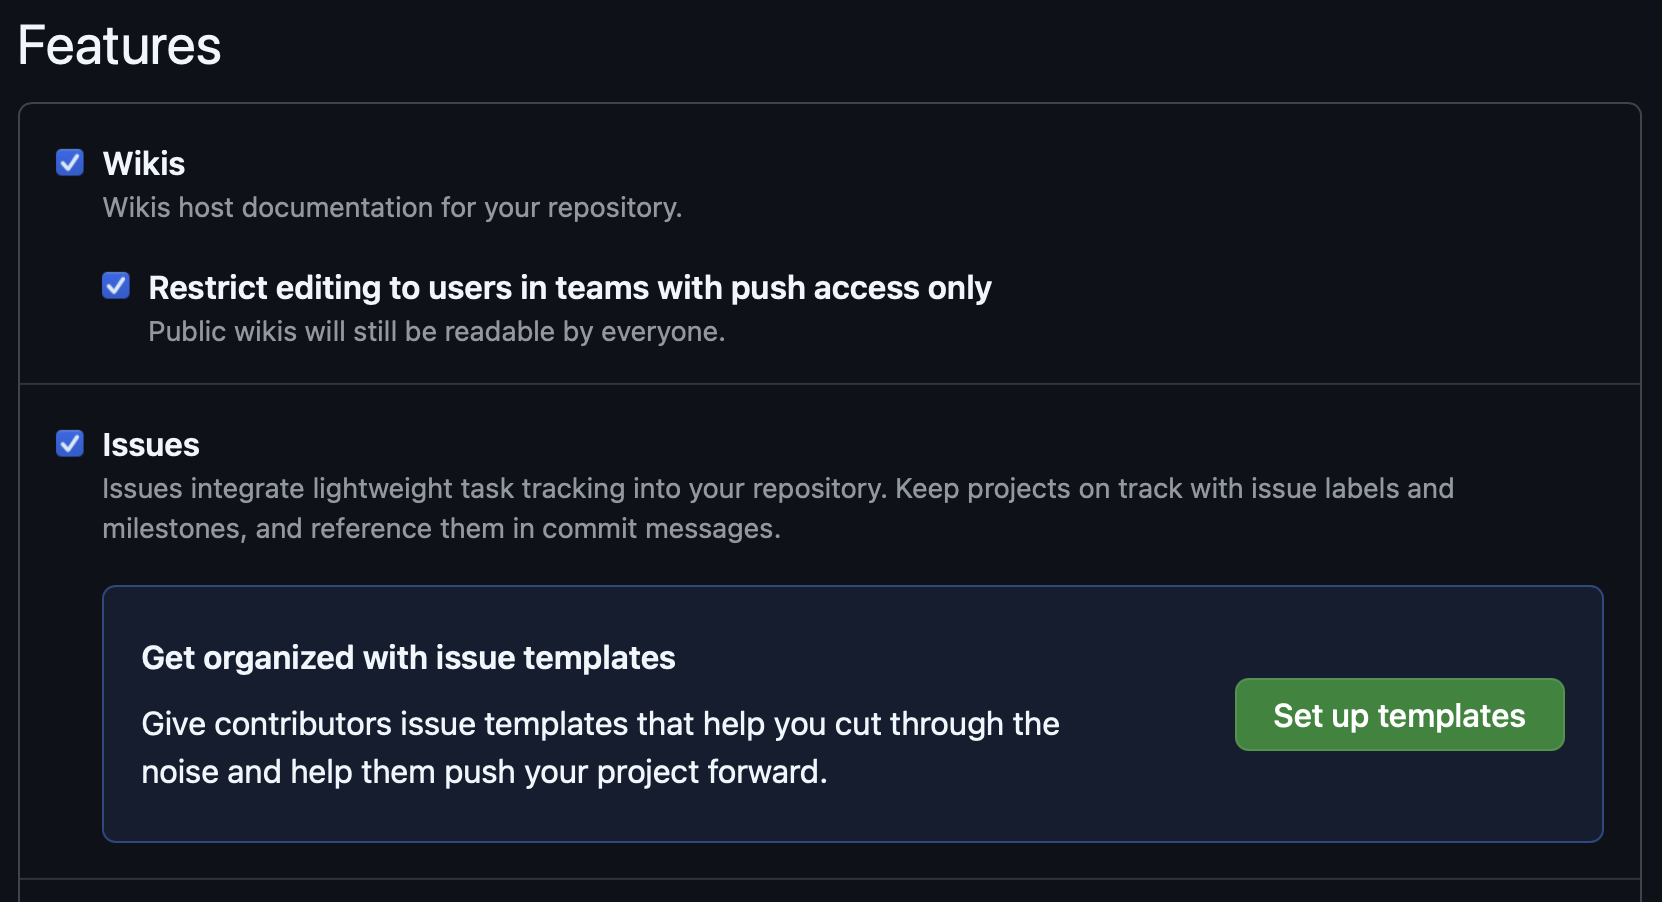 Features
Wikis
Wikis host documentation for your repository.
Restrict editing to users in teams with push access only
Public wikis will still be readable by everyone.
Issues
Issues integrate lightweight task tracking into your repository. Keep projects on track with issue labels and
milestones, and reference them in commit messages.
Get organized with issue templates
Give contributors issue templates that help you cut through the
noise and help them push your project forward.
Set up templates